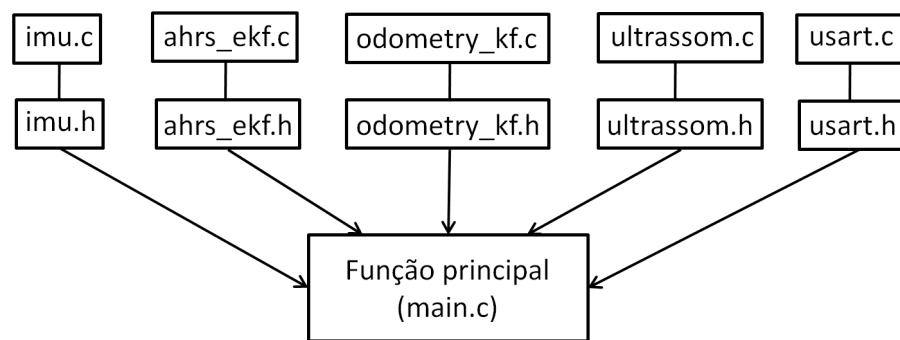 imu.c
ahrs_ekf.c
odometry_kf.c
ultrassom.c
usart.c
imu.h
ahrs_ekf.h
odometry_kf.h
ultrassom.h
usart.h
Função principal
(main.c)